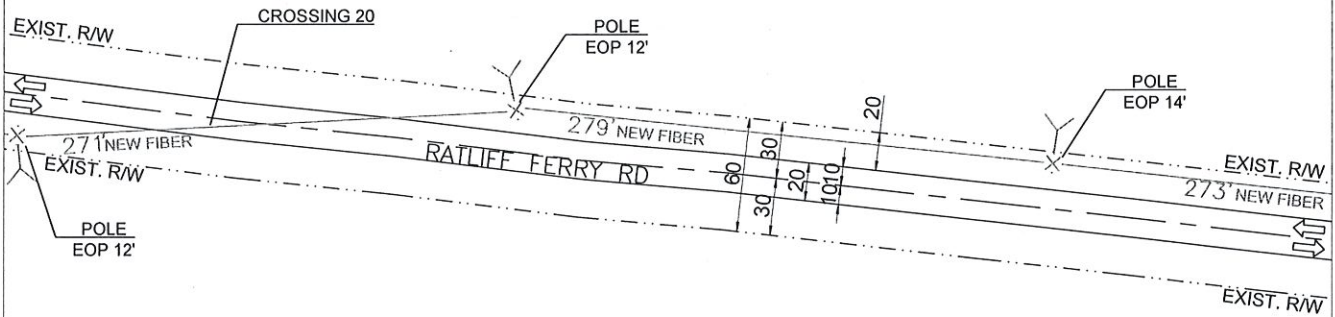 CROSSING 20
EXIST. R/W
POLE
EOP 12'
POLE
EOP 14'
20
279' NEW FIBER
271' NEW FIBER
EXIST. R/W
RATLIFF FERRY RD
60
30
30
20
10
10
EXIST. R/W
273' NEW FIBER
POLE
EOP 12'
EXIST. R/W